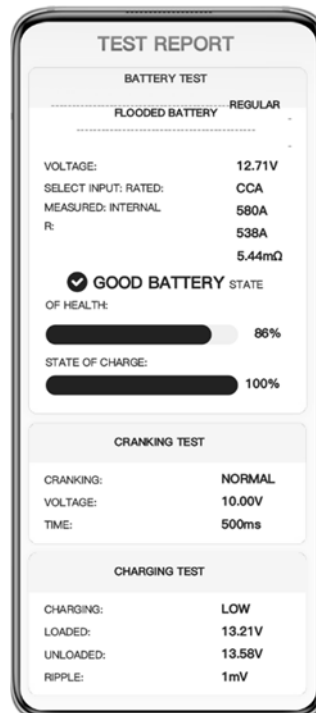 TEST REPORT
BATTERY TEST
REGULAR
FLOODED BATTERY
VOLTAGE: 12.71V
SELECT INPUT: RATED: CCA
MEASURED: INTERNAL 580A
R: 538A
5.44mΩ
GOOD BATTERY STATE
OF HEALTH:
86%
STATE OF CHARGE:
100%
CRANKING TEST
CRANKING: NORMAL
VOLTAGE: 10.00V
TIME: 500ms
CHARGING TEST
CHARGING: LOW
LOADED: 13.21V
UNLOADED: 13.58V
RIPPLE: 1mV